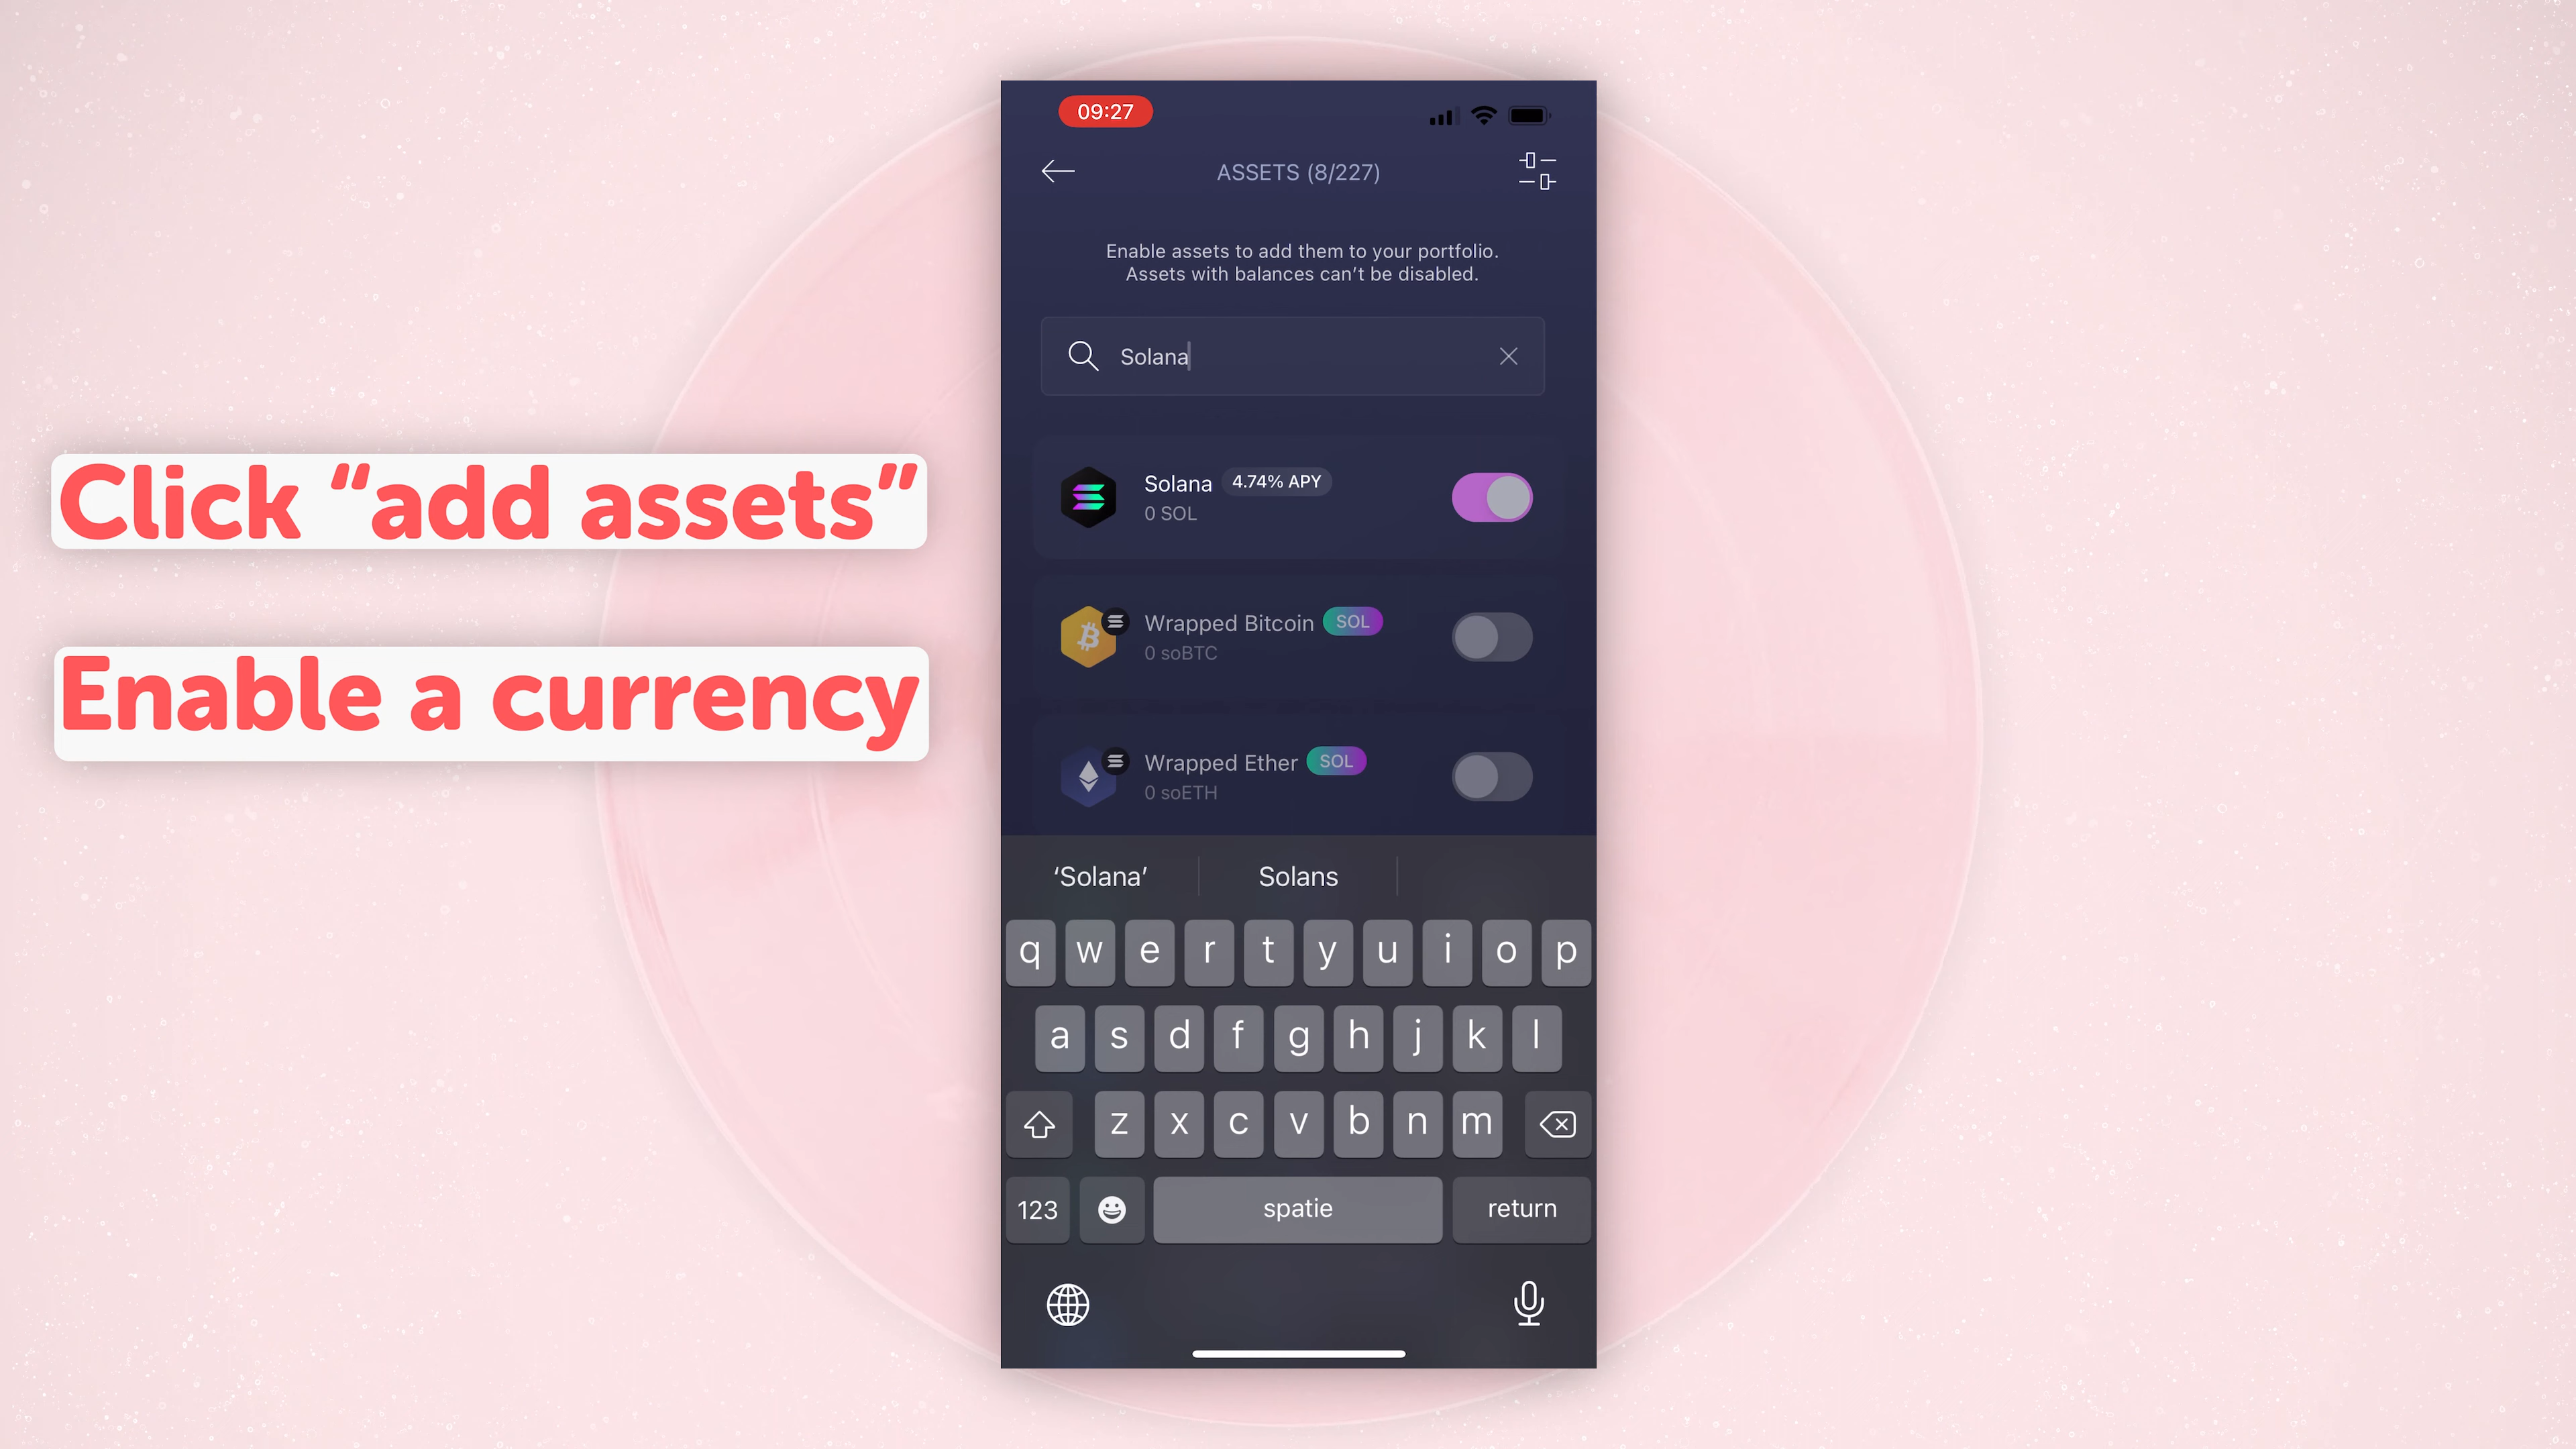 Click “add assets”
Enable a currency
09:27
ASSETS (8/227)
Enable assets to add them to your portfolio.
Assets with balances can’t be disabled.
Solana
Solana 4.74% APY
0 SOL
Wrapped Bitcoin SOL
0 soBTC
Wrapped Ether SOL
0 soETH
‘Solana’ Solans
q w e r t y u i o p
a s d f g h j k l
z x c v b n m
123 spatie return